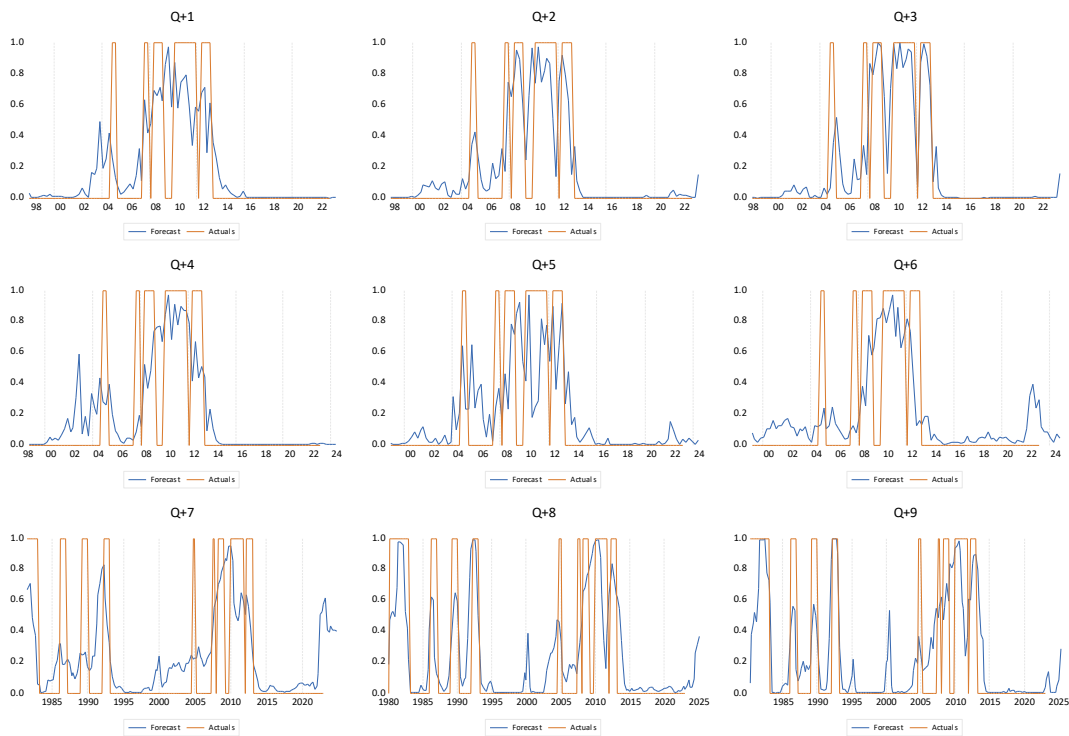 Q+1
Q+2
Q+3
1.0 1.0 1.0
0.8 0.8 0.8
0.6 0.6 0.6
0.4 0.4 0.4
0.2 0.2 0.2
0.0 0.0 0.0
98 00 02 04 06 08 10 12 14 16 18 20 22
98 00 02 04 06 08 10 12 14 16 18 20 22
98 00 02 04 06 08 10 12 14 16 18 20 22
Forecast Actuals
Forecast Actuals
Forecast Actuals
Q+4
Q+5
Q+6
1.0 1.0 1.0
0.8 0.8 0.8
0.6 0.6 0.6
0.4 0.4 0.4
0.2 0.2 0.2
0.0 0.0 0.0
98 00 02 04 06 08 10 12 14 16 18 20 22 24
00 02 04 06 08 10 12 14 16 18 20 22 24
00 02 04 06 08 10 12 14 16 18 20 22 24
Forecast Actuals
Forecast Actuals
Forecast Actuals
Q+7
Q+8
Q+9
1.0 1.0 1.0
0.8 0.8 0.8
0.6 0.6 0.6
0.4 0.4 0.4
0.2 0.2 0.2
0.0 0.0 0.0
1985 1990 1995 2000 2005 2010 2015 2020
1980 1985 1990 1995 2000 2005 2010 2015 2020 2025
1985 1990 1995 2000 2005 2010 2015 2020 2025
Forecast Actuals
Forecast Actuals
Forecast Actuals